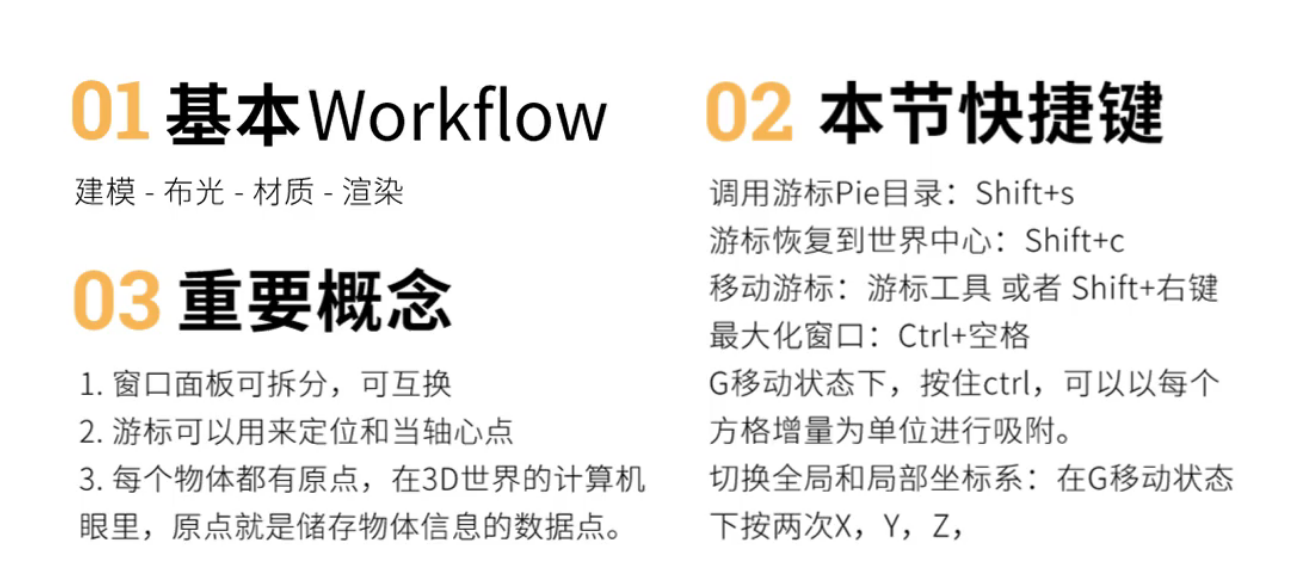 01 基本Workflow
建模 - 布光 - 材质 - 渲染
03 重要概念
1. 窗口面板可拆分，可互换
2. 游标可以用来定位和当轴心点
3. 每个物体都有原点，在3D世界的计算机
眼里，原点就是储存物体信息的数据点。
02 本节快捷键
调用游标Pie目录：Shift+s
游标恢复到世界中心：Shift+c
移动游标：游标工具 或者 Shift+右键
最大化窗口：Ctrl+空格
G移动状态下，按住ctrl，可以以每个
方格增量为单位进行吸附。
切换全局和局部坐标系：在G移动状态
下按两次X，Y，Z，